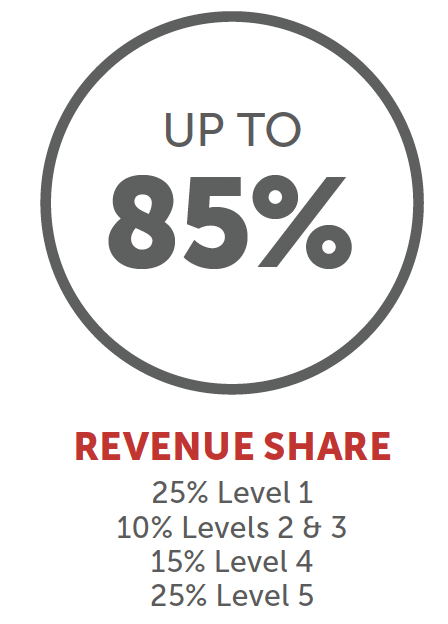 UP TO
85%
REVENUE SHARE
25% Level 1
10% Levels 2 & 3
15% Level 4
25% Level 5